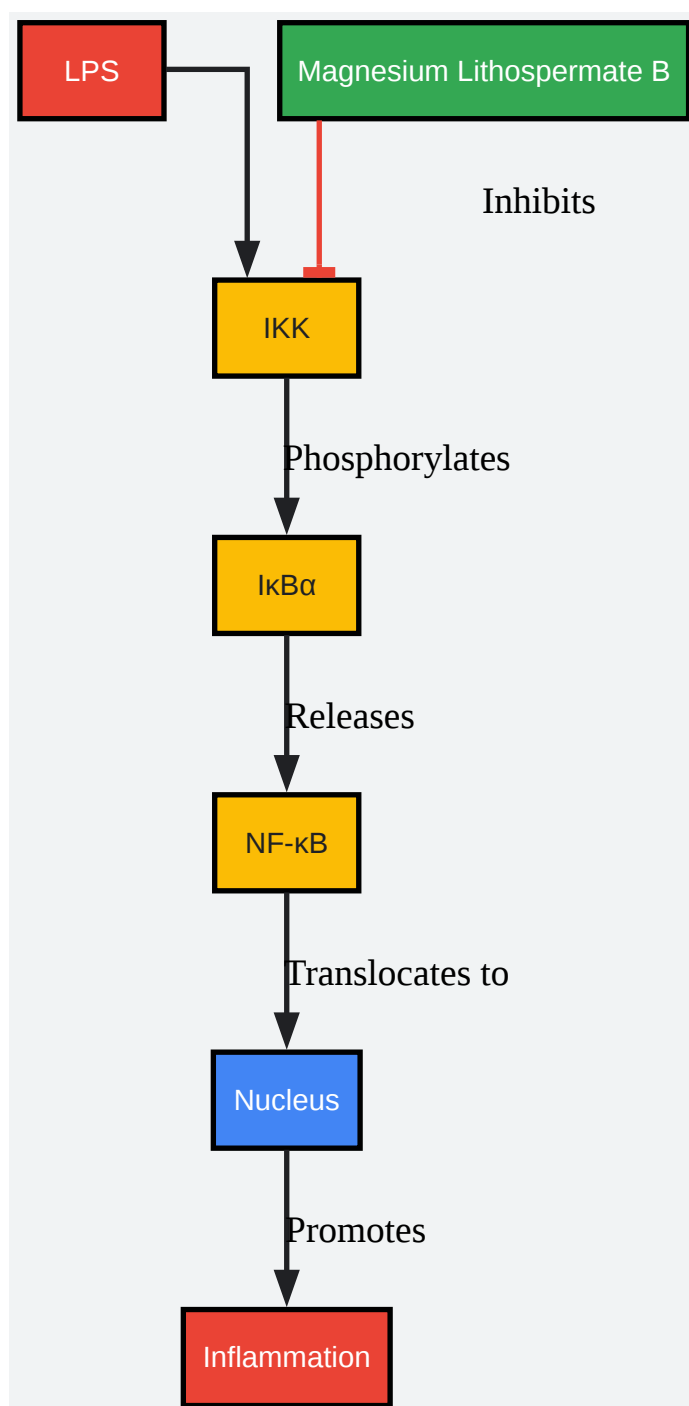 LPS
Magnesium Lithospermate B
Inhibits
IKK
Phosphorylates
IκBα
Releases
NF-κB
Translocates to
Nucleus
Promotes
Inflammation